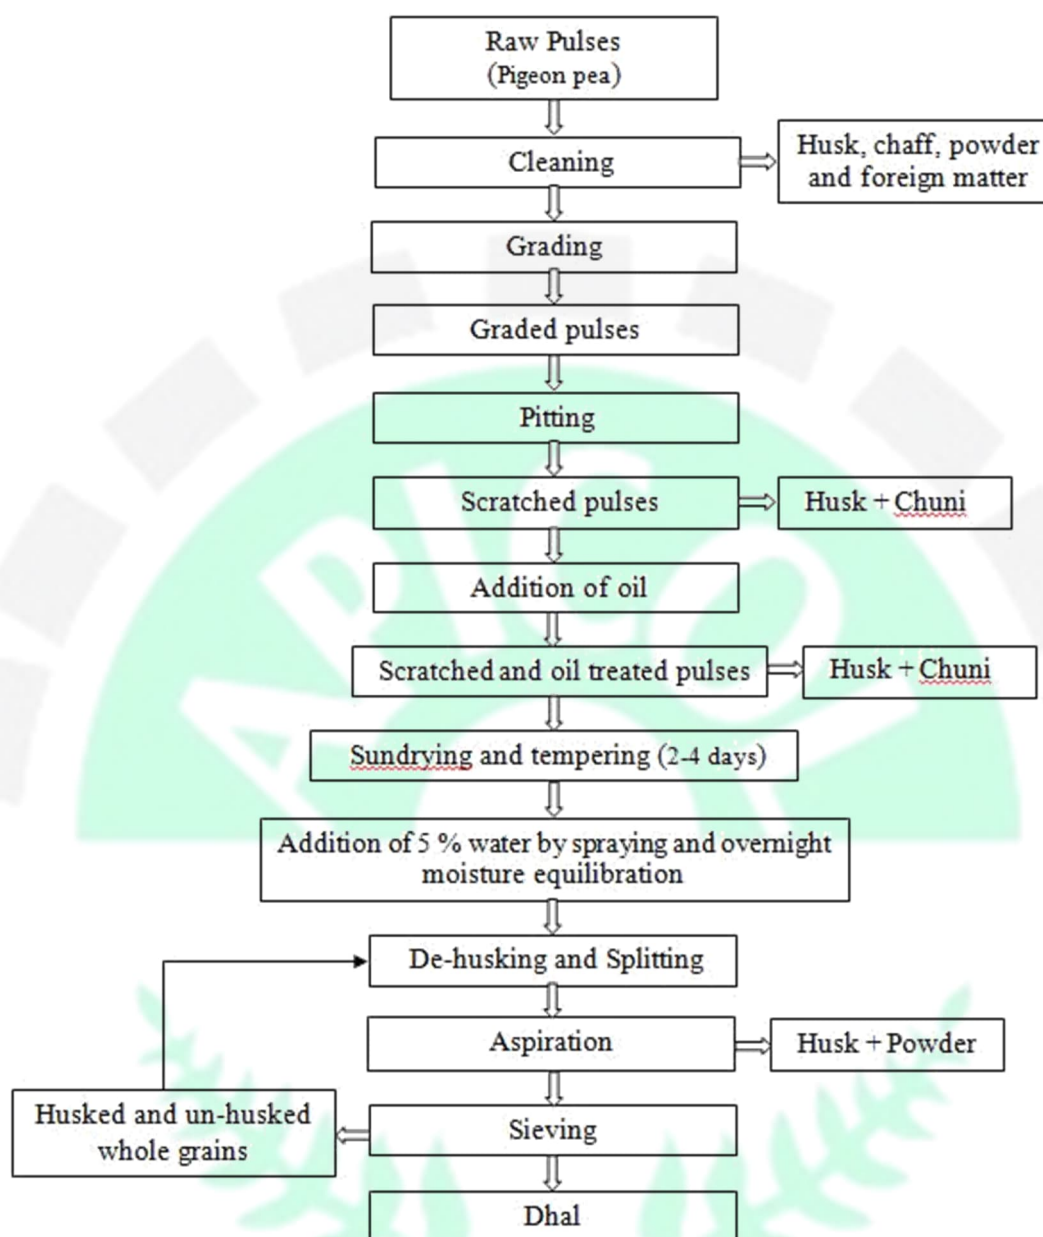 Raw Pulses
(Pigeon pea)
Cleaning
Husk, chaff, powder
and foreign matter
Grading
Graded pulses
Pitting
Scratched pulses
Husk + Chuni
Addition of oil
Scratched and oil treated pulses
Husk + Chuni
Sundrying and tempering (2-4 days)
Addition of 5 % water by spraying and overnight
moisture equilibration
De-husking and Splitting
Aspiration
Husk + Powder
Sieving
Husked and un-husked
whole grains
Dhal